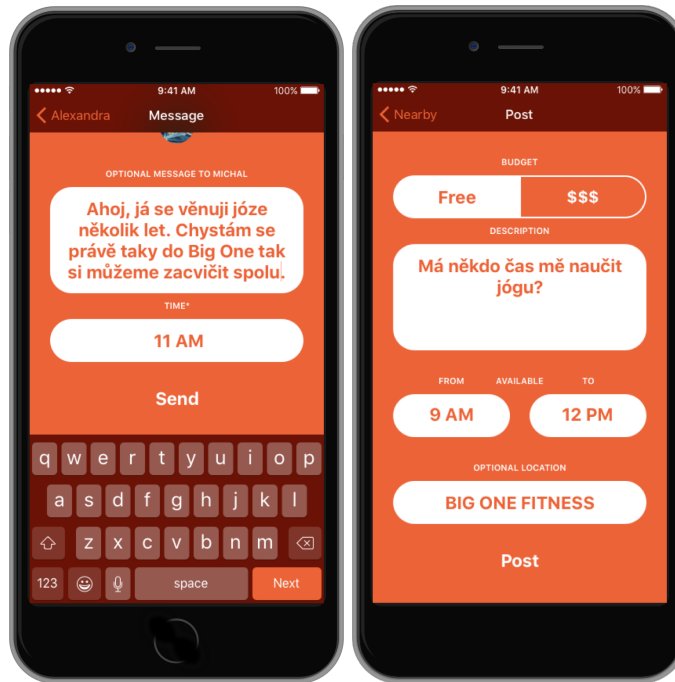 9:41 AM
100%
Alexandra
Message
OPTIONAL MESSAGE TO MICHAL
Ahoj, já se věnuji józe
několik let. Chystám se
právě taky do Big One tak
si můžeme zacvičit spolu.
TIME*
11 AM
Send
q w e r t y u i o p
a s d f g h j k l
z x c v b n m
123
space
Next
9:41 AM
100%
Nearby
Post
BUDGET
Free
$$$
DESCRIPTION
Má někdo čas mě naučit
jógu?
FROM AVAILABLE TO
9 AM
12 PM
OPTIONAL LOCATION
BIG ONE FITNESS
Post